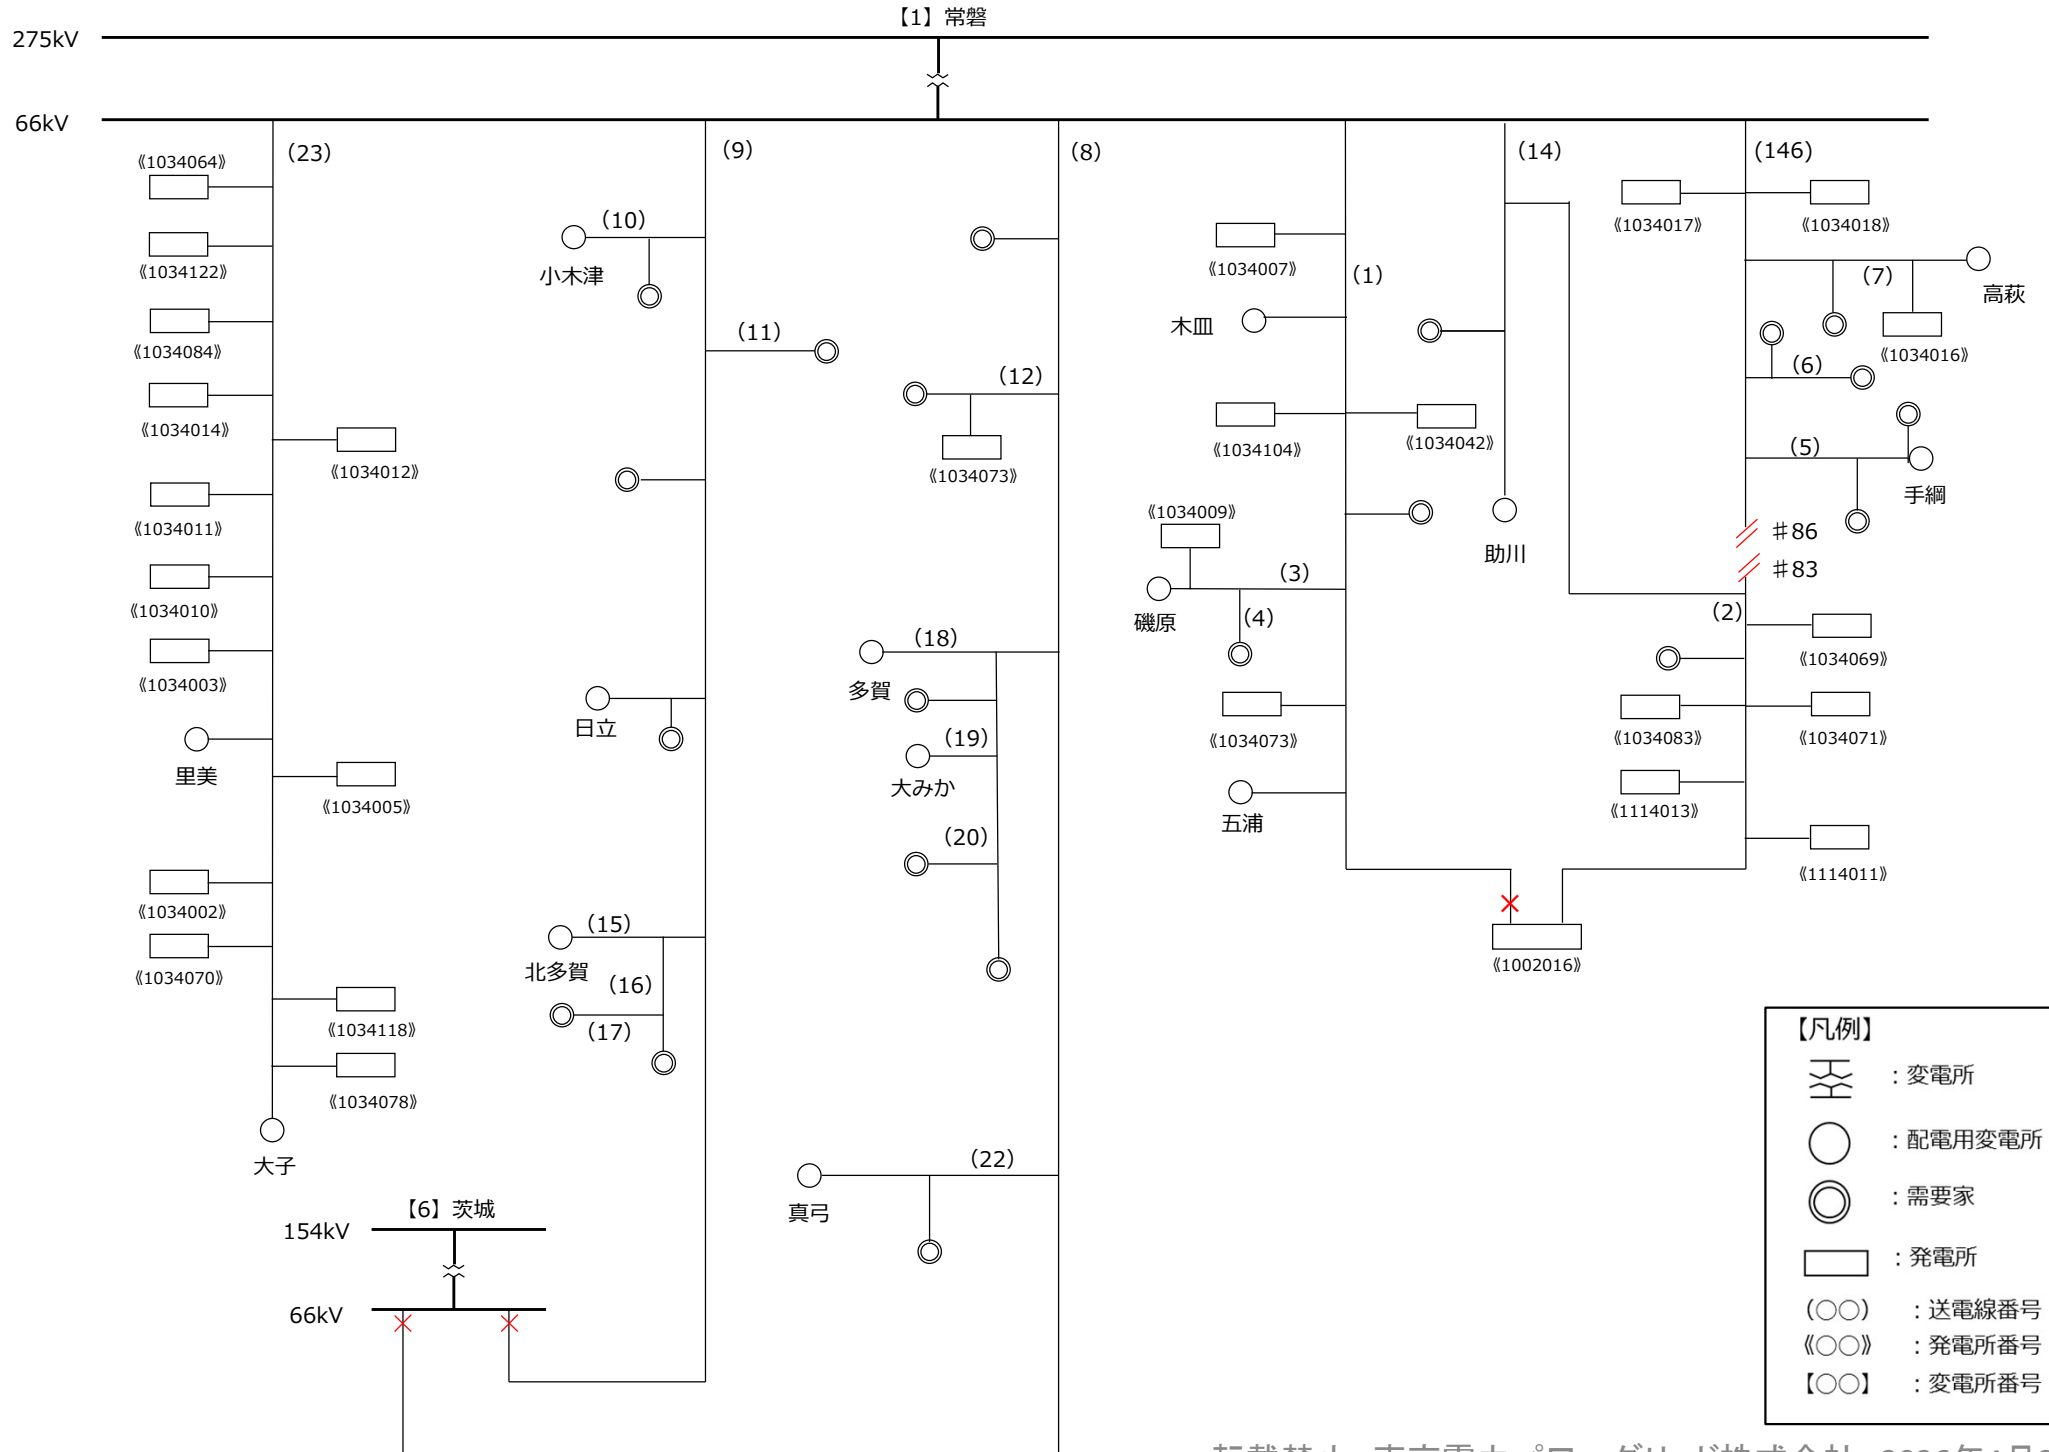 【1】常磐
275kV
66kV
(23)
(9)
(8)
(14)
(146)
《1034064》
《1034122》
《1034084》
《1034014》
《1034012》
《1034011》
《1034010》
《1034003》
里美
《1034005》
《1034002》
《1034070》
《1034118》
《1034078》
大子
(10)
小木津
(11)
日立
(15)
北多賀
(16)
(17)
【6】茨城
154kV
66kV
(12)
《1034073》
(18)
多賀
(19)
大みか
(20)
(22)
真弓
《1034007》
(1)
木皿
《1034104》
《1034042》
《1034009》
(3)
磯原
(4)
《1034073》
五浦
助川
《1034017》
《1034018》
(7)
高萩
《1034016》
(6)
(5)
手綱
♯86
♯83
(2)
《1034069》
《1034083》
《1034071》
《1114013》
《1114011》
《1002016》
【凡例】
：変電所
：配電用変電所
：需要家
：発電所
(○○) ：送電線番号
《○○》 ：発電所番号
【○○】 ：変電所番号